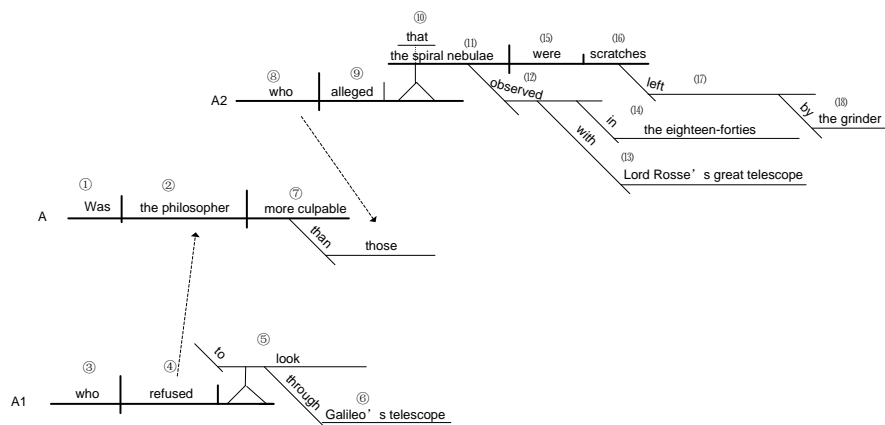 ⑩
that
(11)
(15)
(16)
the spiral nebulae
were
scratches
⑧
⑨
A2
who
alleged
observed
(12)
left
(17)
in
(14)
by
(18)
the grinder
with
the eighteen-forties
(13)
Lord Rosse’s great telescope
①
②
⑦
A
Was
the philosopher
more culpable
than
those
③
④
⑤
to
look
A1
who
refused
through
⑥
Galileo’s telescope